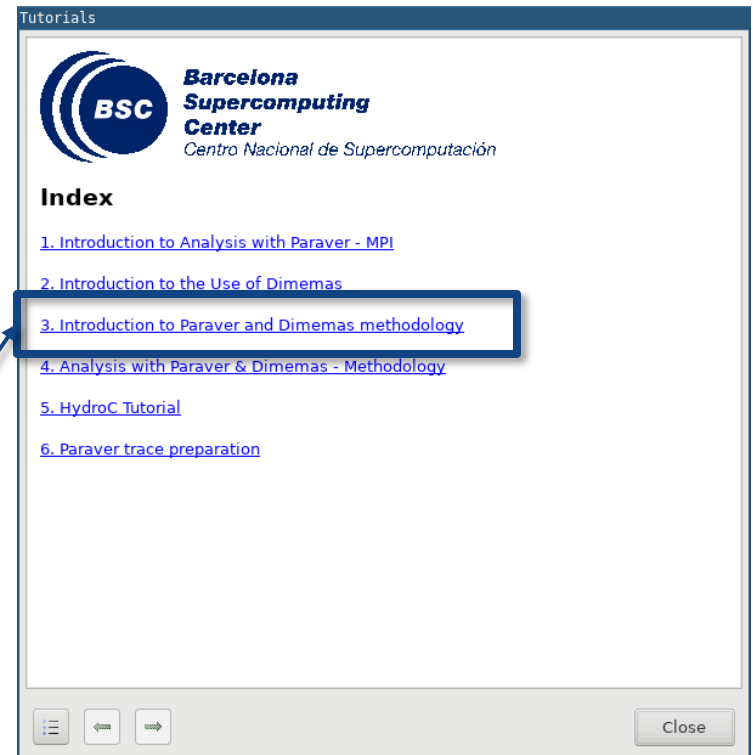 Tutorials
BSC
Barcelona
Supercomputing
Center
Centro Nacional de Supercomputación
Index
1. Introduction to Analysis with Paraver - MPI
2. Introduction to the Use of Dimemas
3. Introduction to Paraver and Dimemas methodology
4. Analysis with Paraver & Dimemas - Methodology
5. HydroC Tutorial
6. Paraver trace preparation
Close